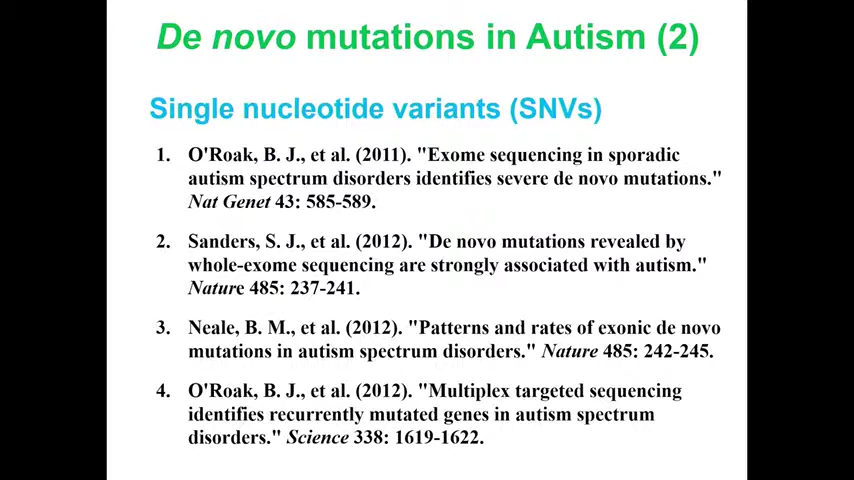 De novo mutations in Autism (2)
Single nucleotide variants (SNVs)
1. O'Roak, B. J., et al. (2011). "Exome sequencing in sporadic
autism spectrum disorders identifies severe de novo mutations."
Nat Genet 43: 585-589.
2. Sanders, S. J., et al. (2012). "De novo mutations revealed by
whole-exome sequencing are strongly associated with autism."
Nature 485: 237-241.
3. Neale, B. M., et al. (2012). "Patterns and rates of exonic de novo
mutations in autism spectrum disorders." Nature 485: 242-245.
4. O'Roak, B. J., et al. (2012). "Multiplex targeted sequencing
identifies recurrently mutated genes in autism spectrum
disorders." Science 338: 1619-1622.